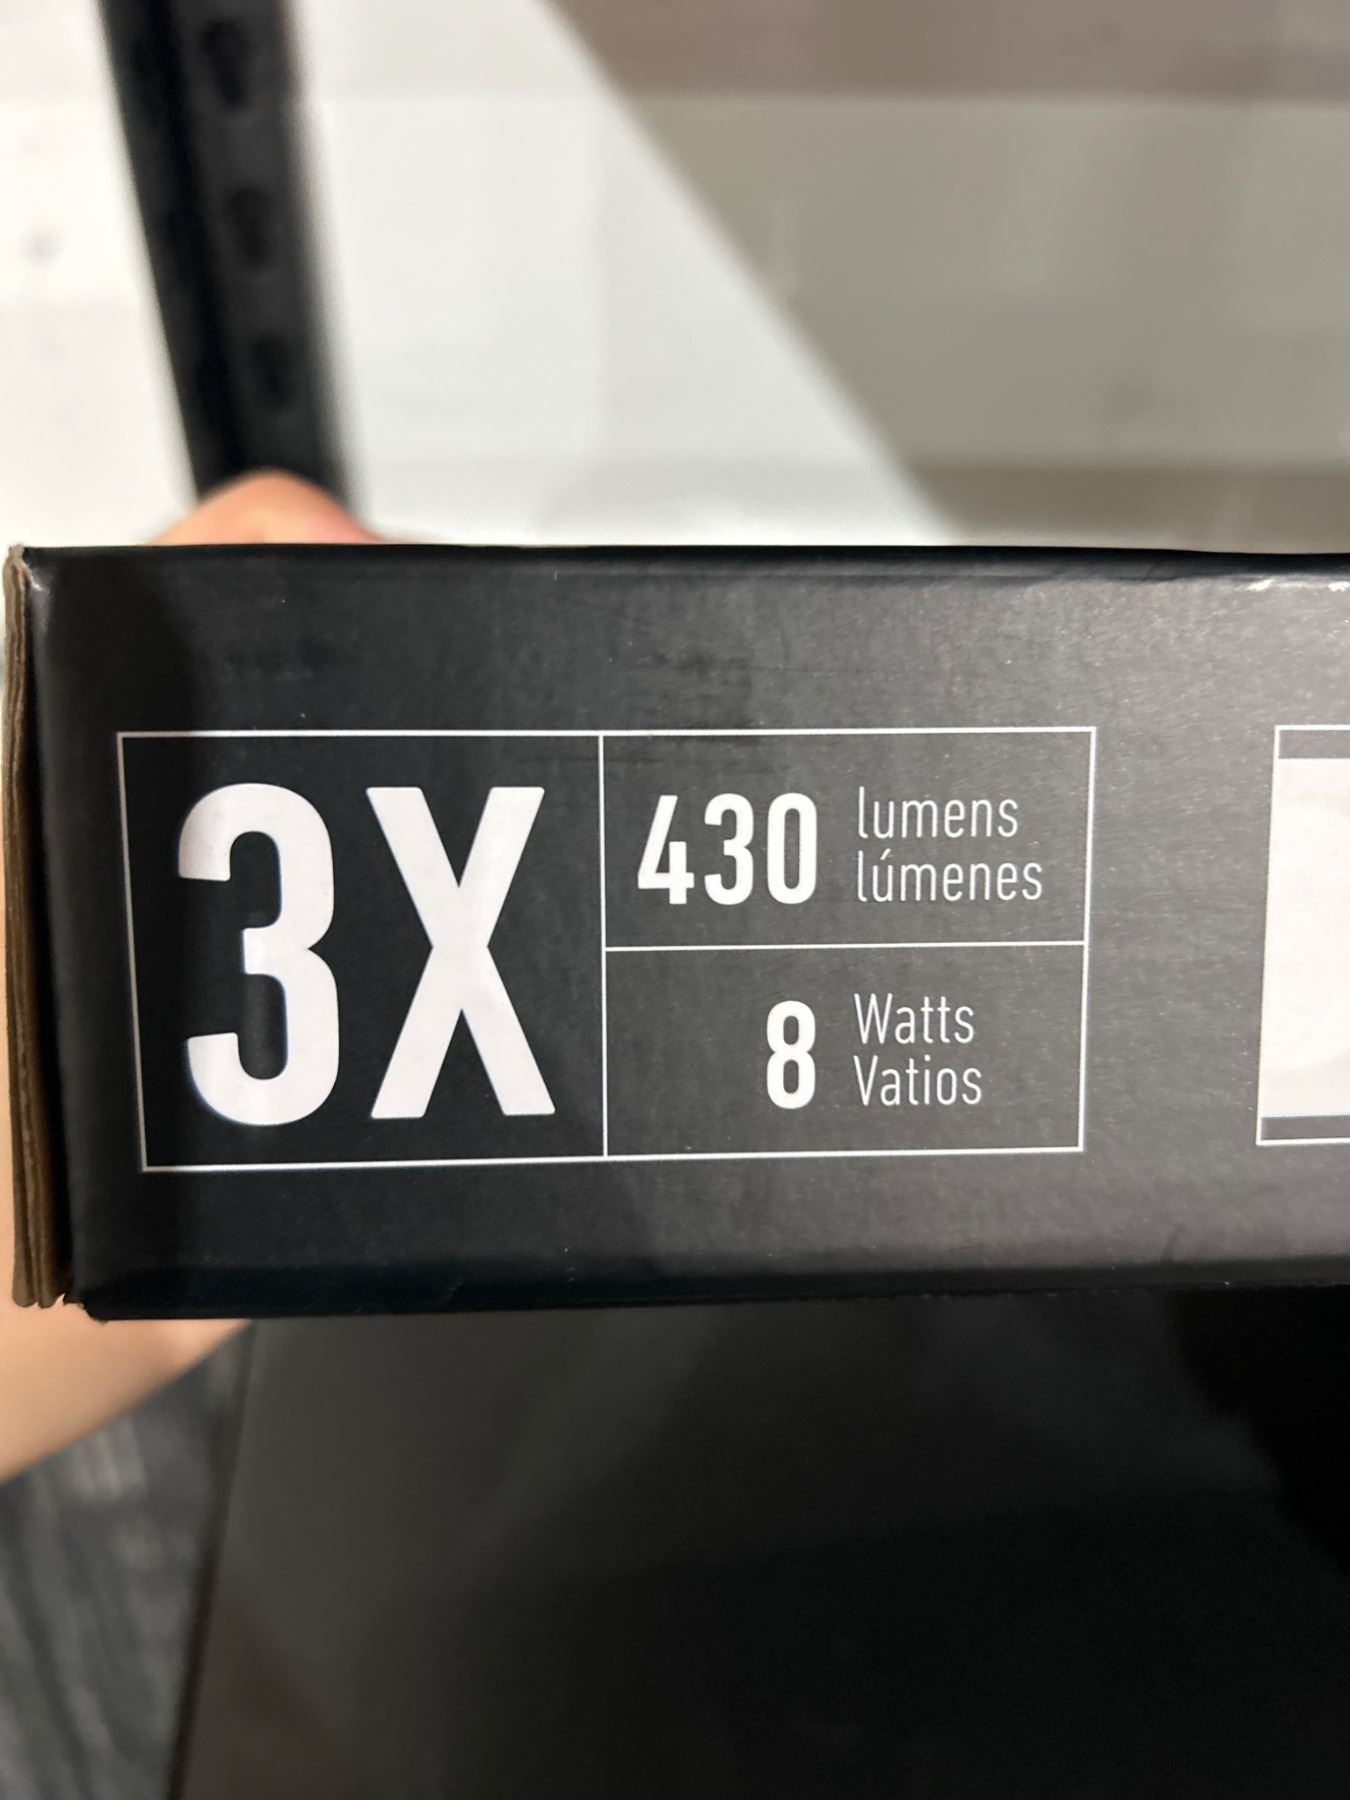 3X
430 lumens
lúmenes
8 Watts
Vatios